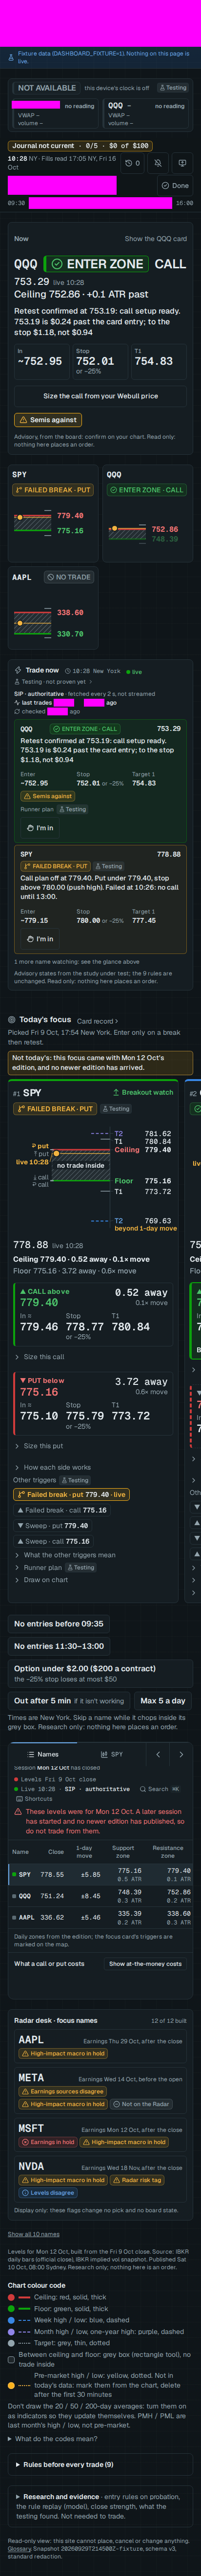 Fixture data (DASHBOARD_FIXTURE=1). Nothing on this page is
live.
NOT AVAILABLE
this device's clock is off
Testing
no reading
VWAP –
volume –
QQQ –
no reading
VWAP –
volume –
Journal not current · 0/5 · $0 of $100
10:28 NY · Fills read 17:05 NY, Fri 16
Oct
0
Done
09:30
16:00
Now
Show the QQQ card
QQQ
ENTER ZONE
CALL
753.29 live 10:28
Ceiling 752.86 · +0.1 ATR past
Retest confirmed at 753.19: call setup ready.
753.19 is $0.24 past the card entry; to the
stop $1.18, not $0.94
In
~752.95
Stop
752.01
or −25%
T1
754.83
Size the call from your Webull price
Semis against
Advisory, from the board: confirm on your chart. Read only:
nothing here places an order.
SPY
FAILED BREAK · PUT
779.40
775.16
QQQ
ENTER ZONE · CALL
752.86
748.39
AAPL
NO TRADE
338.60
330.70
Trade now
10:28 New York
live
Testing · not proven yet
SIP · authoritative · fetched every 2 s, not streamed
last trades
ago
checked
ago
QQQ
ENTER ZONE · CALL
753.29
Retest confirmed at 753.19: call setup ready.
753.19 is $0.24 past the card entry; to the stop
$1.18, not $0.94
Enter
~752.95
Stop
752.01 or −25%
Target 1
754.83
Semis against
Runner plan
Testing
I'm in
SPY
778.88
FAILED BREAK · PUT
Testing
Call pun off at 779.40. Put under 779.40, stop
above 780.00 (push high). Failed at 10:26: no call
until 13:00.
Enter
~779.15
Stop
780.00 or −25%
Target 1
777.45
I'm in
1 more name watching: see the glance above
Advisory states from the study under test; the 9 rules are
unchanged. Read only: nothing here places an order.
Today's focus
Card record
Picked Fri 9 Oct, 17:54 New York. Enter only on a break
then retest.
Not today's: this focus came with Mon 12 Oct's
edition, and no newer edition has arrived.
#1 SPY
Breakout watch
FAILED BREAK · PUT
Testing
put
put
live 10:28
call
call
no trade inside
T2
781.62
T1
780.84
Ceiling
779.40
Floor
775.16
T1
773.72
T2
769.63
beyond 1-day move
778.88 live 10:28
Ceiling 779.40 · 0.52 away · 0.1× move
Floor 775.16 · 3.72 away · 0.6× move
▲ CALL above
779.40
0.52 away
0.1× move
In ≈
779.46
Stop
778.27
or −25%
T1
780.84
Size this call
▼ PUT below
775.16
3.72 away
0.6× move
In ≈
775.10
Stop
775.79
or −25%
T1
773.72
Size this put
How each side works
Other triggers
Testing
Failed break · put 779.40 · live
▲ Failed break · call 775.16
▼ Sweep · put 779.40
▲ Sweep · call 775.16
What the other triggers mean
Runner plan
Testing
Draw on chart
#2
No entries before 09:35
No entries 11:30–13:00
Option under $2.00 ($200 a contract)
the −25% stop loses at most $50
Out after 5 min if it isn't working
Max 5 a day
Times are New York. Skip a name while it chops inside its
grey box. Research only: nothing here places an order.
Names
SPY
Session Mon 12 Oct has closed
Levels Fri 9 Oct close
Live 10:28 · SIP · authoritative
Search ⌘K
Shortcuts
These levels were for Mon 12 Oct. A later session
has started and no newer edition has published, so
do not trade from them.
Name
Close
1-day
move
Support
zone
Resistance
zone
SPY
778.55
±5.85
775.16
0.5 ATR
779.40
0.1 ATR
QQQ
751.24
±8.45
748.39
0.3 ATR
752.86
0.2 ATR
AAPL
336.62
±5.46
335.39
0.2 ATR
338.60
0.3 ATR
Daily zones from the edition; the focus card's triggers are
marked on the map.
What a call or put costs
Show at-the-money costs
Radar desk · focus names
12 of 12 built
AAPL
Earnings Thu 29 Oct, after the close
High-impact macro in hold
META
Earnings Wed 14 Oct, before the open
Earnings sources disagree
High-impact macro in hold
Not on the Radar
MSFT
Earnings Mon 12 Oct, after the close
Earnings in hold
High-impact macro in hold
NVDA
Earnings Wed 18 Nov, after the close
High-impact macro in hold
Radar risk tag
Levels disagree
Display only: these flags change no pick and no board state.
Show all 10 names
Levels for Mon 12 Oct, built from the Fri 9 Oct close. Source: IBKR
daily bars (official close), IBKR implied vol snapshot. Published Sat
10 Oct, 08:00 Sydney. Research only; nothing here is an order.
Chart colour code
Ceiling: red, solid, thick
Floor: green, solid, thick
Week high / low: blue, dashed
Month high / low, one-year high: purple, dashed
Target: grey, thin, dotted
Between ceiling and floor: grey box (rectangle tool), no
trade inside
Pre-market high / low: yellow, dotted. Not in
today's data: mark them from the chart, delete
after the first 30 minutes
Don't draw the 20 / 50 / 200-day averages: turn them on
as indicators so they update themselves. PMH / PML are
last month's high / low, not pre-market.
What do the codes mean?
Rules before every trade (9)
Research and evidence · entry rules on probation,
the rule replay (model), close strength, what the
testing found. Not needed to trade.
Read-only view: this site cannot place, cancel or change anything.
Glossary. Snapshot 20260929T214500Z-fixture, schema v3,
standard redaction.